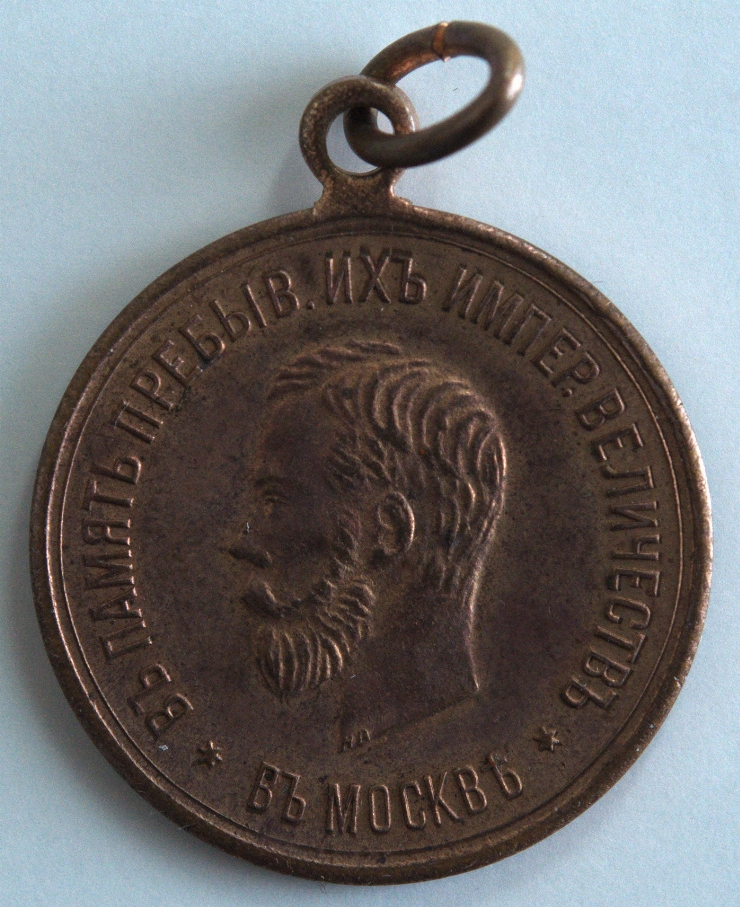 ВЪ ПАМЯТЬ ПРЕБЫВ. ИХЪ ИМПЕР. ВЕЛИЧЕСТВЪ
* ВЪ МОСКВѢ *